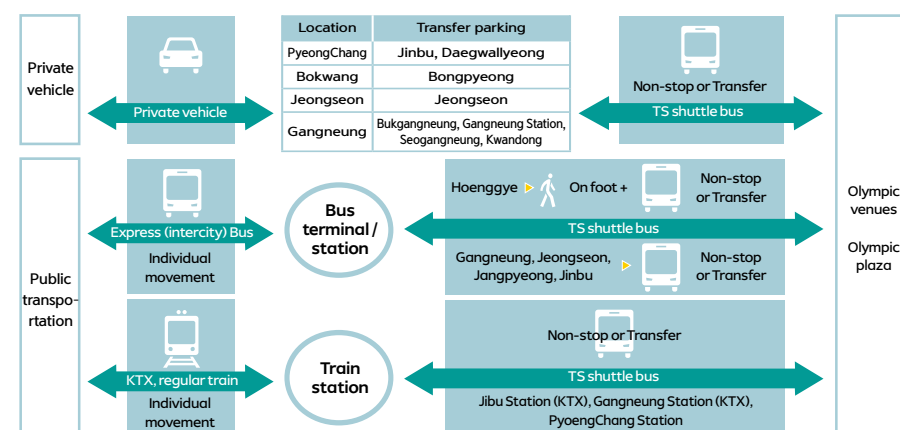 Private
vehicle
Private vehicle
Location Transfer parking
PyeongChang Jinbu, Daegwallyeong
Bokwang Bongpyeong
Jeongseon Jeongseon
Gangneung Bukgangneung, Gangneung Station,
Seogangneung, Kwandong
Non-stop or Transfer
TS shuttle bus
Public
transpo-
rtation
Express (intercity) Bus
Individual
movement
Bus
terminal/
station
Hoenggye On foot + Non-stop
or Transfer
TS shuttle bus
Gangneung, Jeongseon,
Jangpyeong, Jinbu
Non-stop
or Transfer
KTX, regular train
Individual
movement
Train
station
Non-stop or Transfer
TS shuttle bus
Jibu Station (KTX), Gangneung Station (KTX),
PyoengChang Station
Olympic
venues
Olympic
plaza